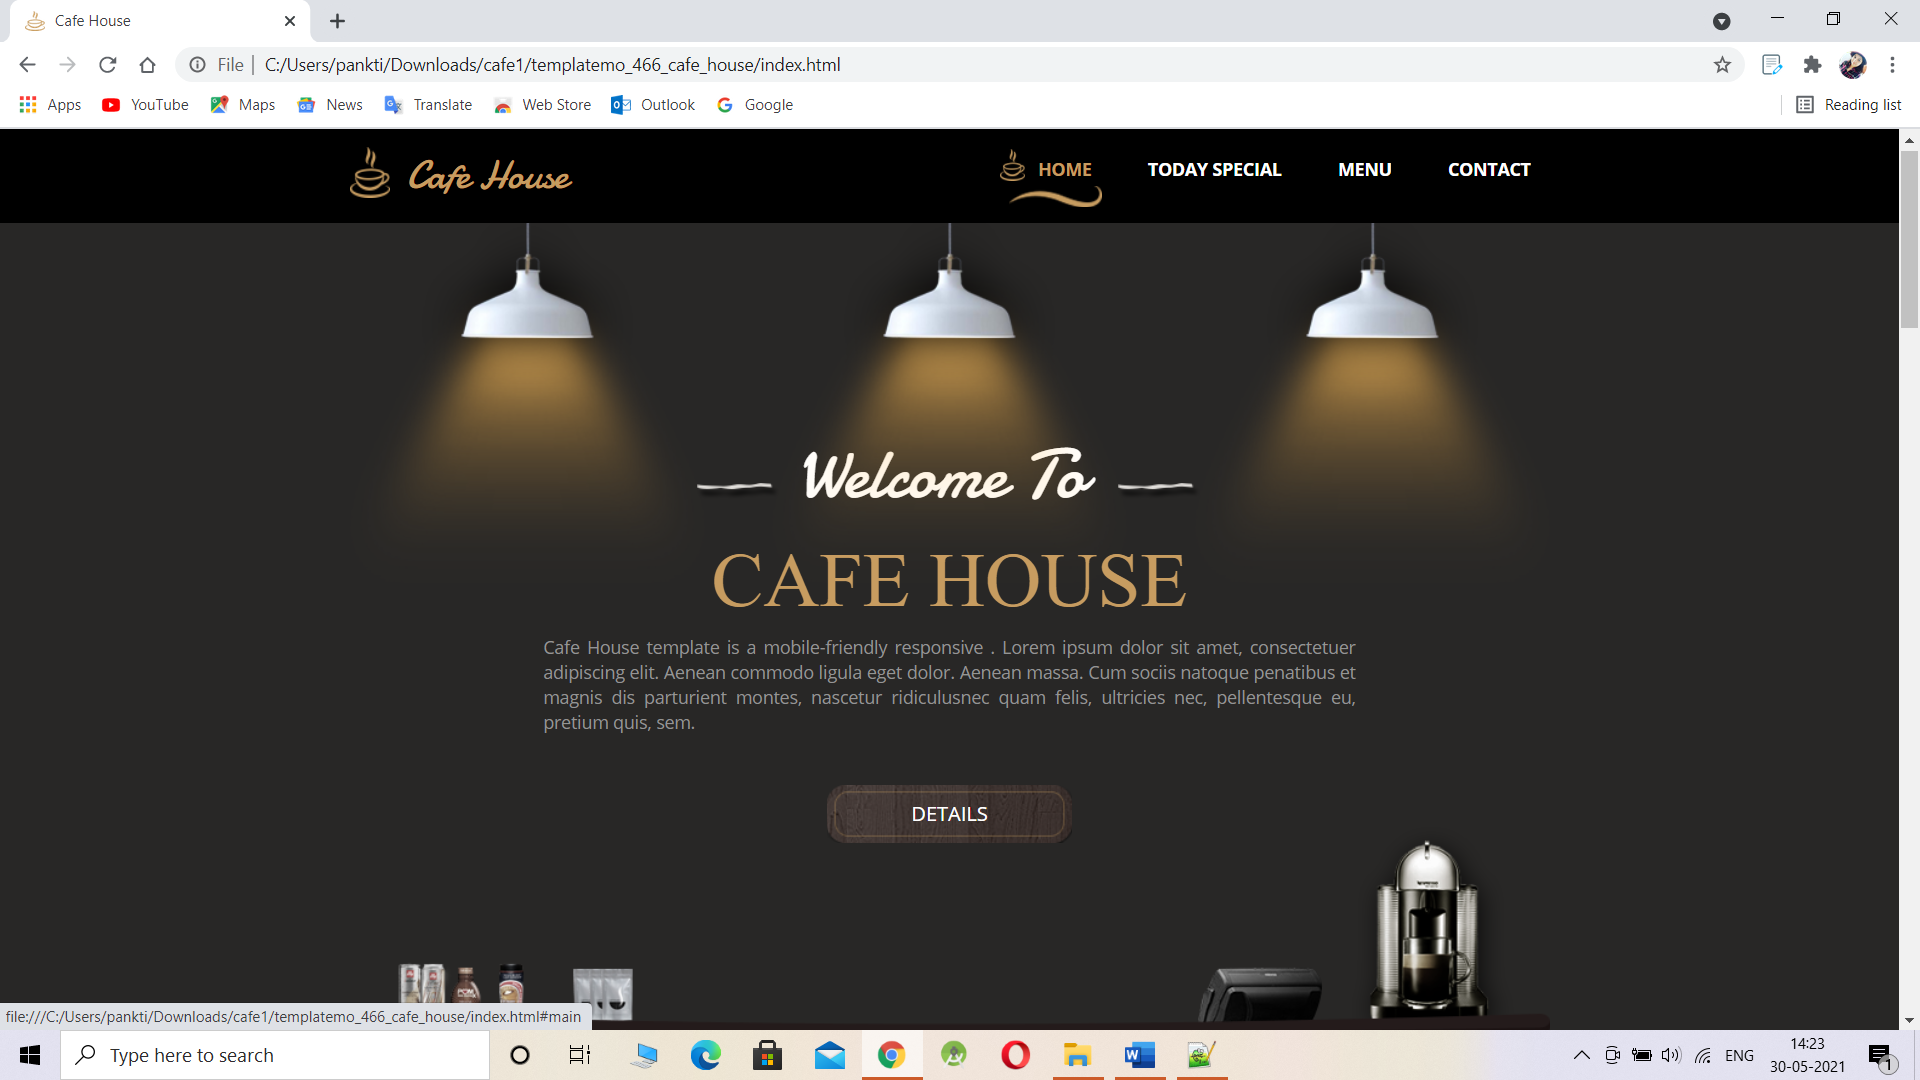 Cafe House
File
C:/Users/pankti/Downloads/cafe1/templatemo_466_cafe_house/index.html
Apps YouTube Maps News Translate Web Store Outlook Google Reading list
Cafe House HOME TODAY SPECIAL MENU CONTACT
Welcome To
CAFE HOUSE
Cafe House template is a mobile-friendly responsive . Lorem ipsum dolor sit amet, consectetuer
adipiscing elit. Aenean commodo ligula eget dolor. Aenean massa. Cum sociis natoque penatibus et
magnis dis parturient montes, nascetur ridiculusnec quam felis, ultricies nec, pellentesque eu,
pretium quis, sem.
DETAILS
file:///C:/Users/pankti/Downloads/cafe1/templatemo_466_cafe_house/index.html#main
Type here to search
ENG
14:23
30-05-2021
1